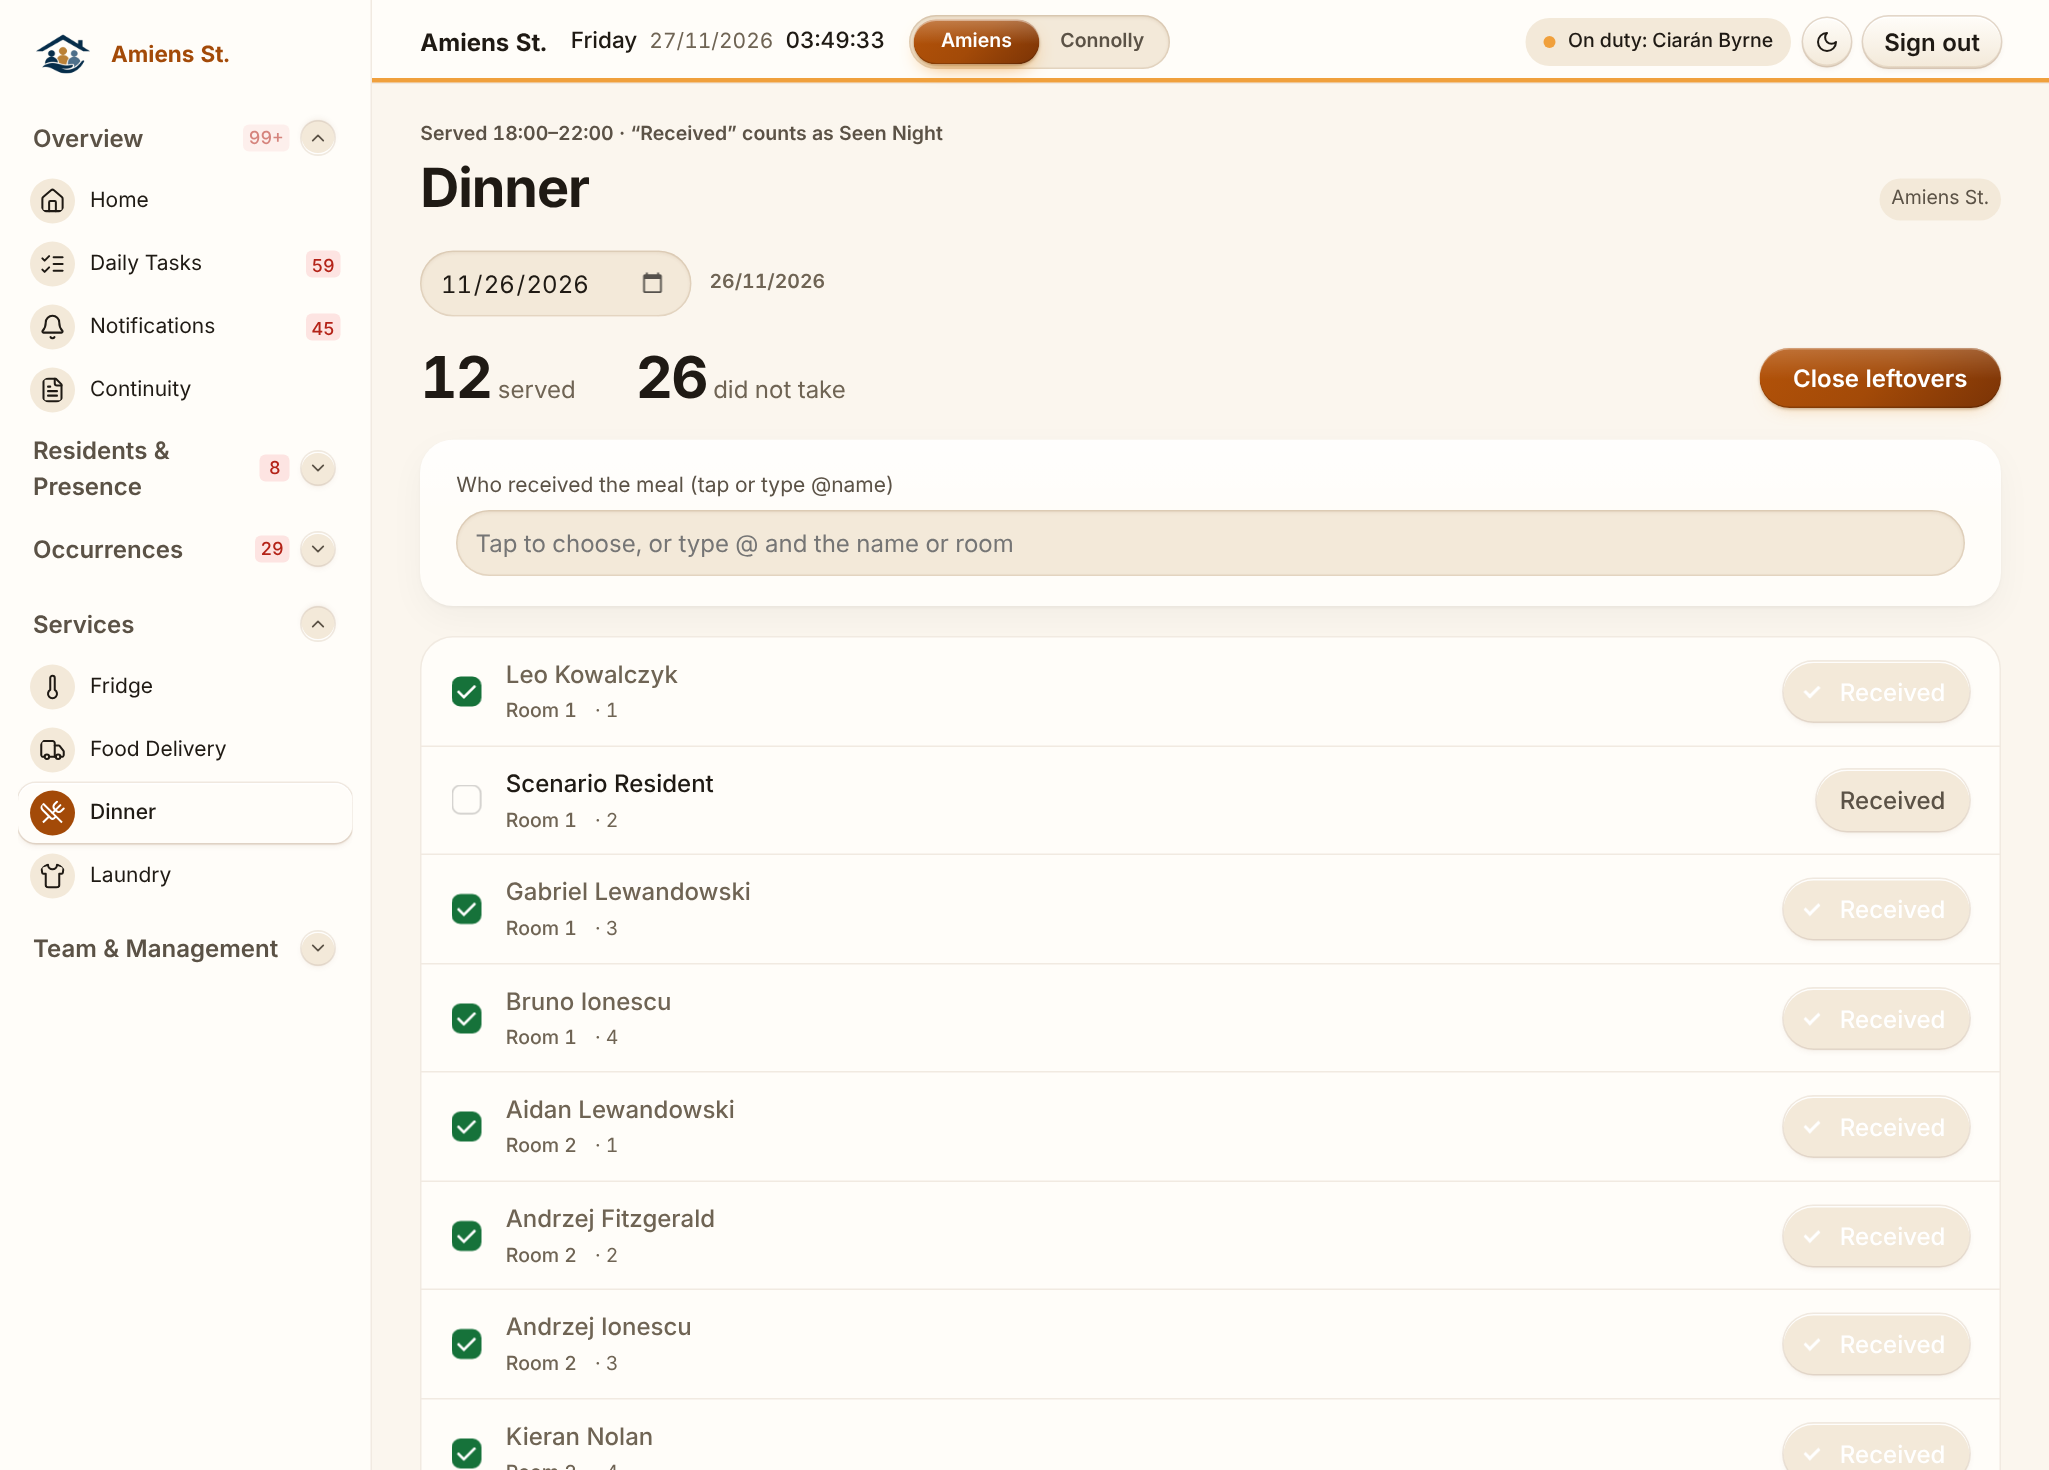 Amiens St.
Amiens St. Friday 27/11/2026 03:49:33 Amiens Connolly On duty: Ciarán Byrne Sign out
Overview 99+
Home
Daily Tasks 59
Notifications 45
Continuity
Residents &
Presence 8
Occurrences 29
Services
Fridge
Food Delivery
Dinner
Laundry
Team & Management
Served 18:00–22:00 · “Received” counts as Seen Night
Dinner
Amiens St.
11/26/2026 26/11/2026
12 served 26 did not take Close leftovers
Who received the meal (tap or type @name)
Tap to choose, or type @ and the name or room
Leo Kowalczyk
Room 1 · 1
Received
Scenario Resident
Room 1 · 2
Received
Gabriel Lewandowski
Room 1 · 3
Received
Bruno Ionescu
Room 1 · 4
Received
Aidan Lewandowski
Room 2 · 1
Received
Andrzej Fitzgerald
Room 2 · 2
Received
Andrzej Ionescu
Room 2 · 3
Received
Kieran Nolan
Received